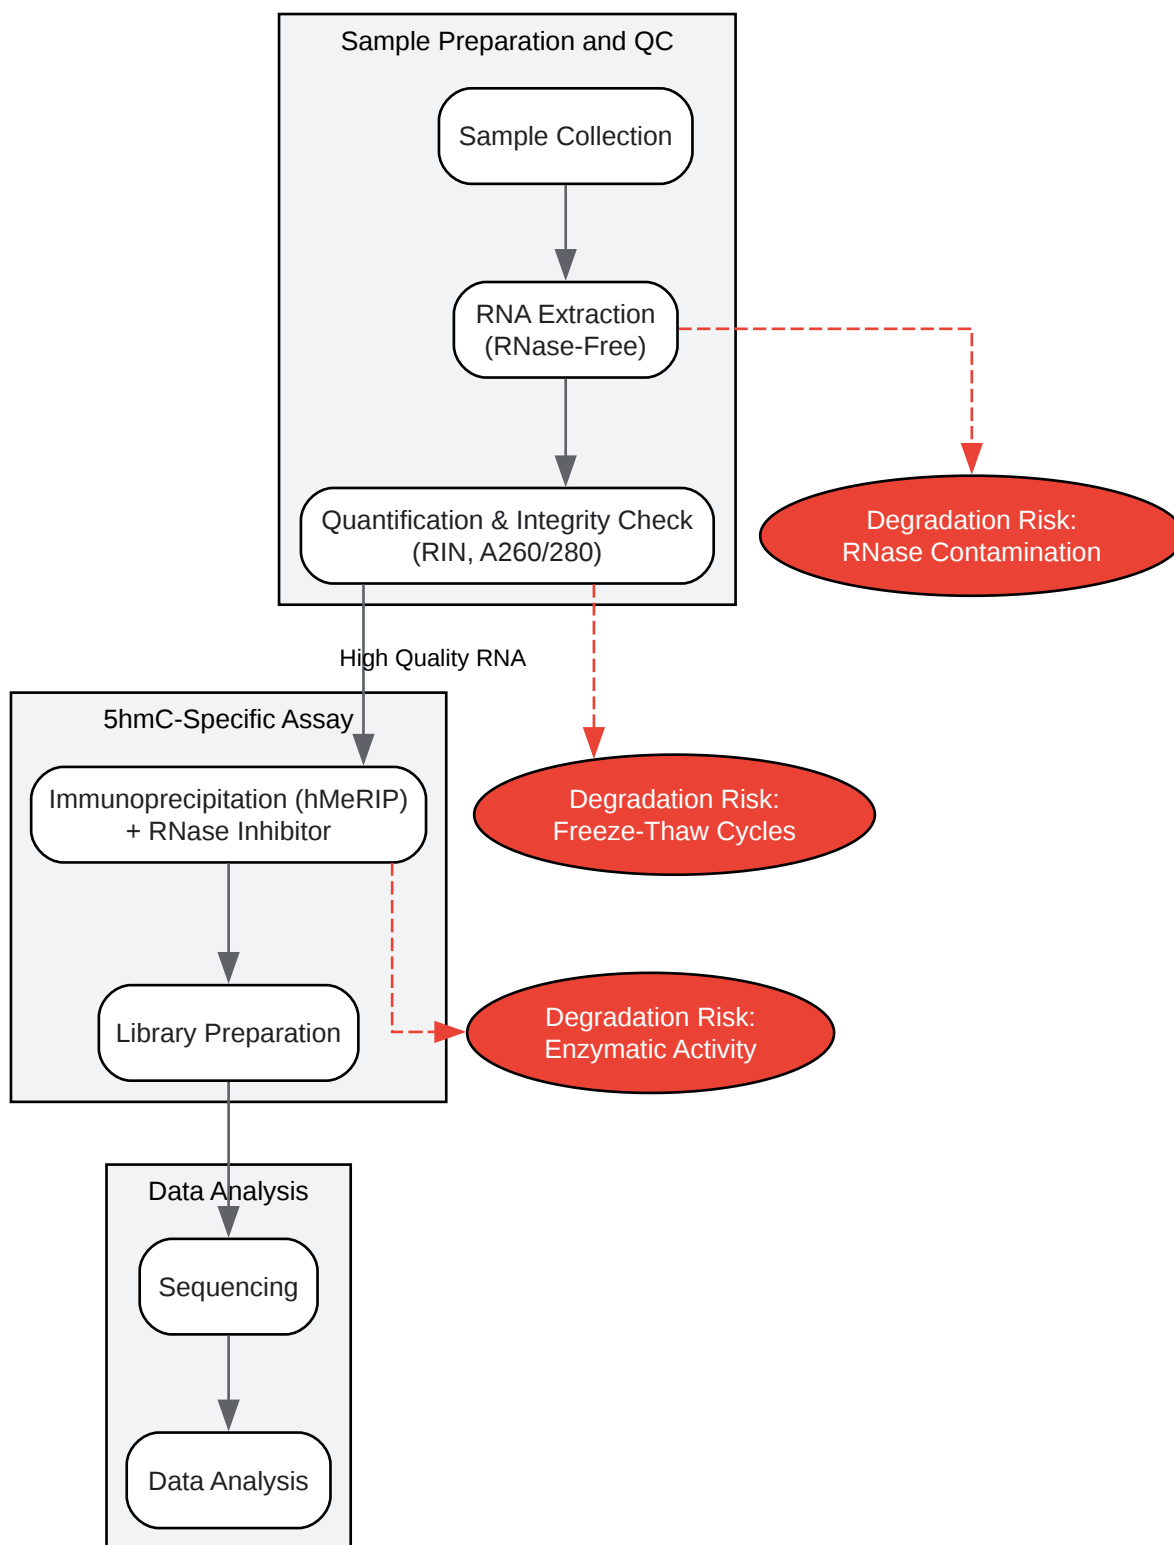 Sample Preparation and QC
Sample Collection
RNA Extraction
(RNase-Free)
Quantification & Integrity Check
(RIN, A260/280)
Degradation Risk:
RNase Contamination
High Quality RNA
5hmC-Specific Assay
Immunoprecipitation (hMeRIP)
+ RNase Inhibitor
Degradation Risk:
Freeze-Thaw Cycles
Library Preparation
Degradation Risk:
Enzymatic Activity
Data Analysis
Sequencing
Data Analysis